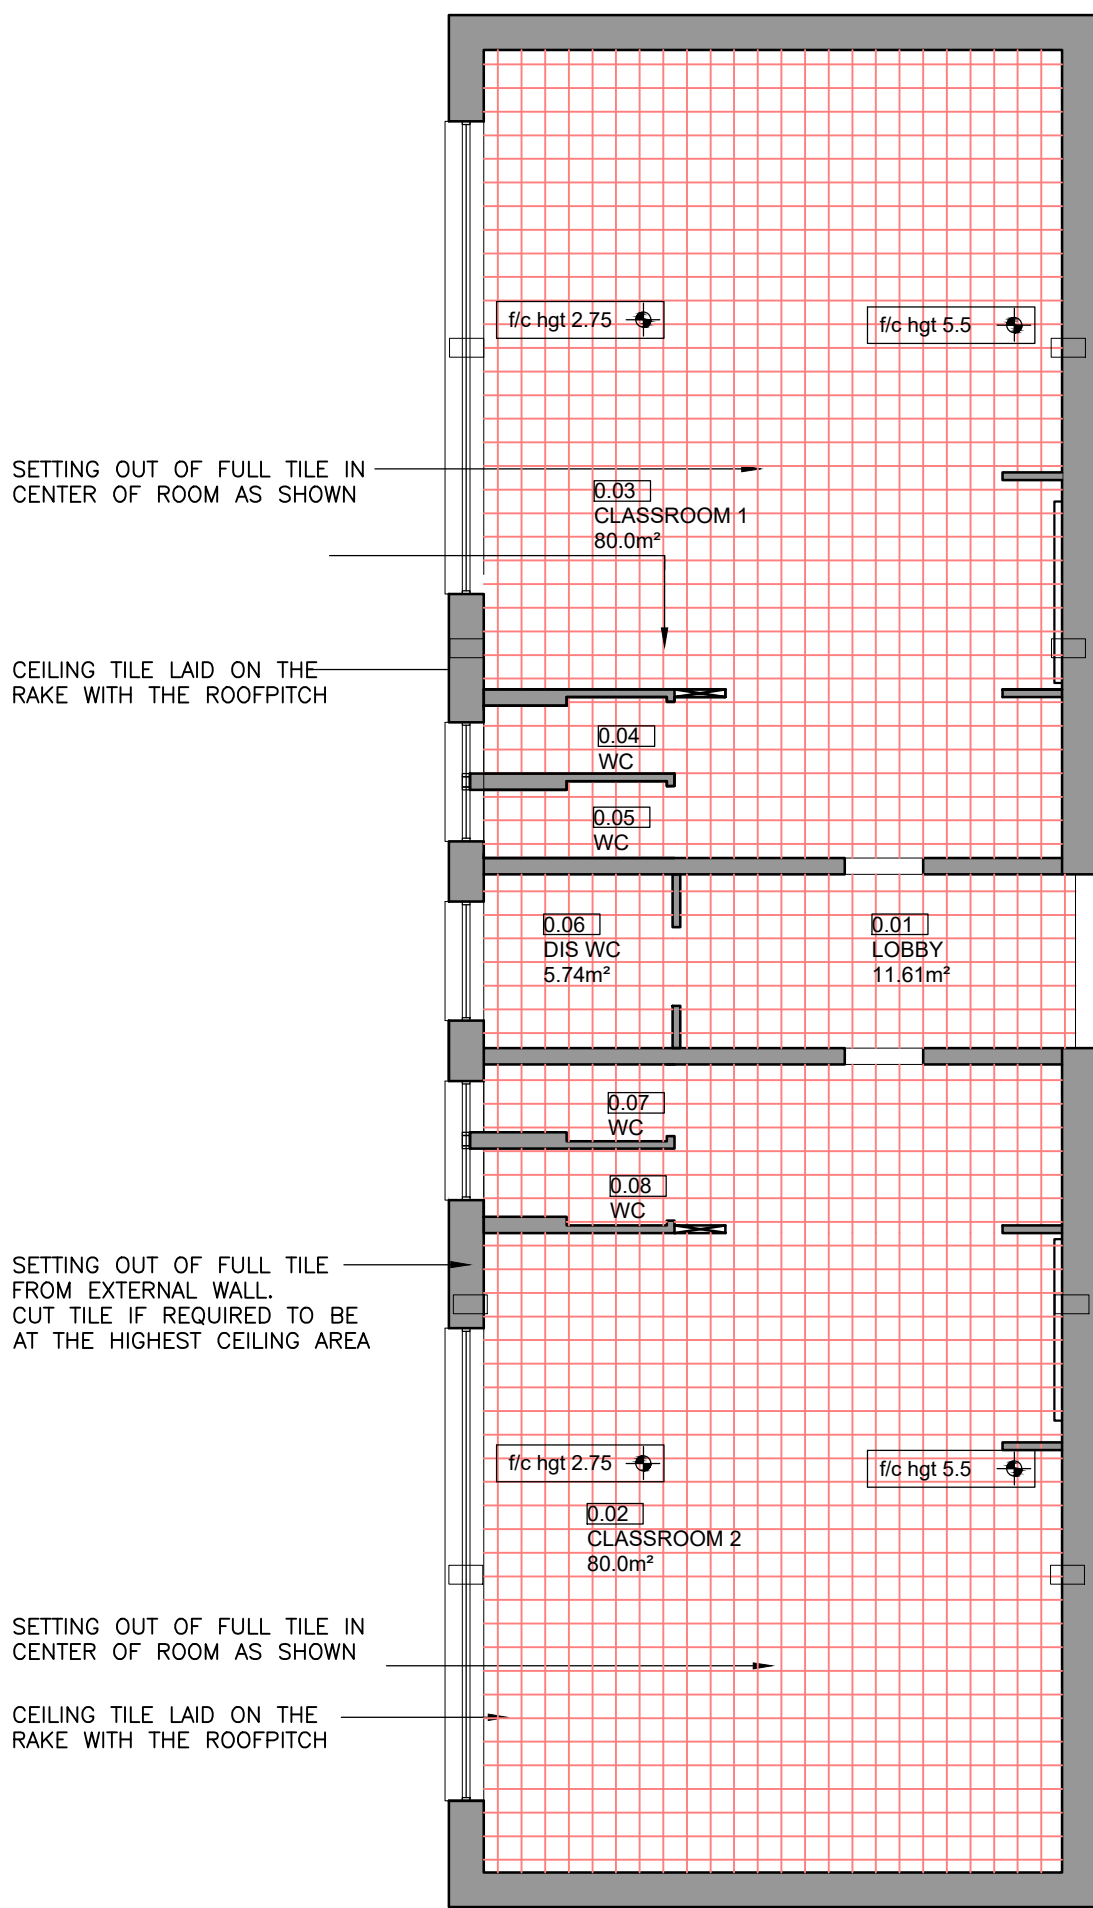 f/c hgt 2.75
f/c hgt 5.5
SETTING OUT OF FULL TILE IN
CENTER OF ROOM AS SHOWN
0.03
CLASSROOM 1
80.0m²
CEILING TILE LAID ON THE
RAKE WITH THE ROOFPITCH
0.04
WC
0.05
WC
0.06
DIS WC
5.74m²
0.01
LOBBY
11.61m²
0.07
WC
0.08
WC
SETTING OUT OF FULL TILE
FROM EXTERNAL WALL.
CUT TILE IF REQUIRED TO BE
AT THE HIGHEST CEILING AREA
f/c hgt 2.75
f/c hgt 5.5
0.02
CLASSROOM 2
80.0m²
SETTING OUT OF FULL TILE IN
CENTER OF ROOM AS SHOWN
CEILING TILE LAID ON THE
RAKE WITH THE ROOFPITCH